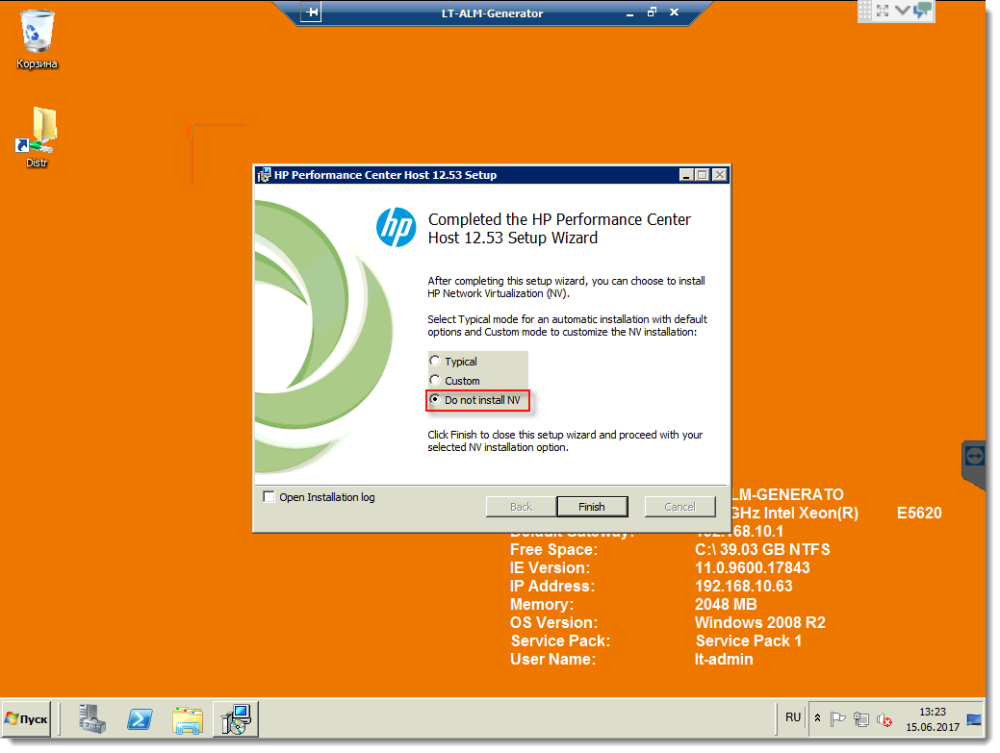 LT-ALM-Generator
Корзина
Distr
HP Performance Center Host 12.53 Setup
hp
Completed the HP Performance Center
Host 12.53 Setup Wizard
After completing this setup wizard, you can choose to install
HP Network Virtualization (NV).
Select Typical mode for an automatic installation with default
options and Custom mode to customize the NV installation:
Typical
Custom
Do not install NV
Click Finish to close this setup wizard and proceed with your
selected NV installation option.
Open Installation log
Back
Finish
Cancel
LM-GENERATO
GHz Intel Xeon(R) E5620
Default Gateway: 192.168.10.1
Free Space: C:\ 39.03 GB NTFS
IE Version: 11.0.9600.17843
IP Address: 192.168.10.63
Memory: 2048 MB
OS Version: Windows 2008 R2
Service Pack: Service Pack 1
User Name: lt-admin
Пуск
RU
13:23
15.06.2017